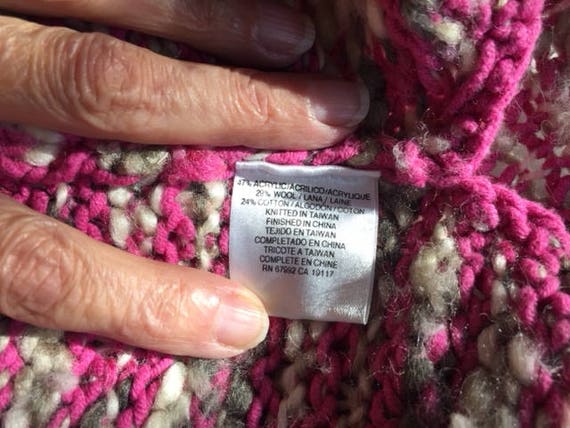 47% ACRYLIC/ACRILICO/ACRYLIQUE
29% WOOL / LANA / LAINE
24% COTTON / ALGODON / COTON
KNITTED IN TAIWAN
FINISHED IN CHINA
TEJIDO EN TAIWAN
COMPLETADO EN CHINA
TRICOTE A TAIWAN
COMPLETE EN CHINE
RN 67992 CA 19117